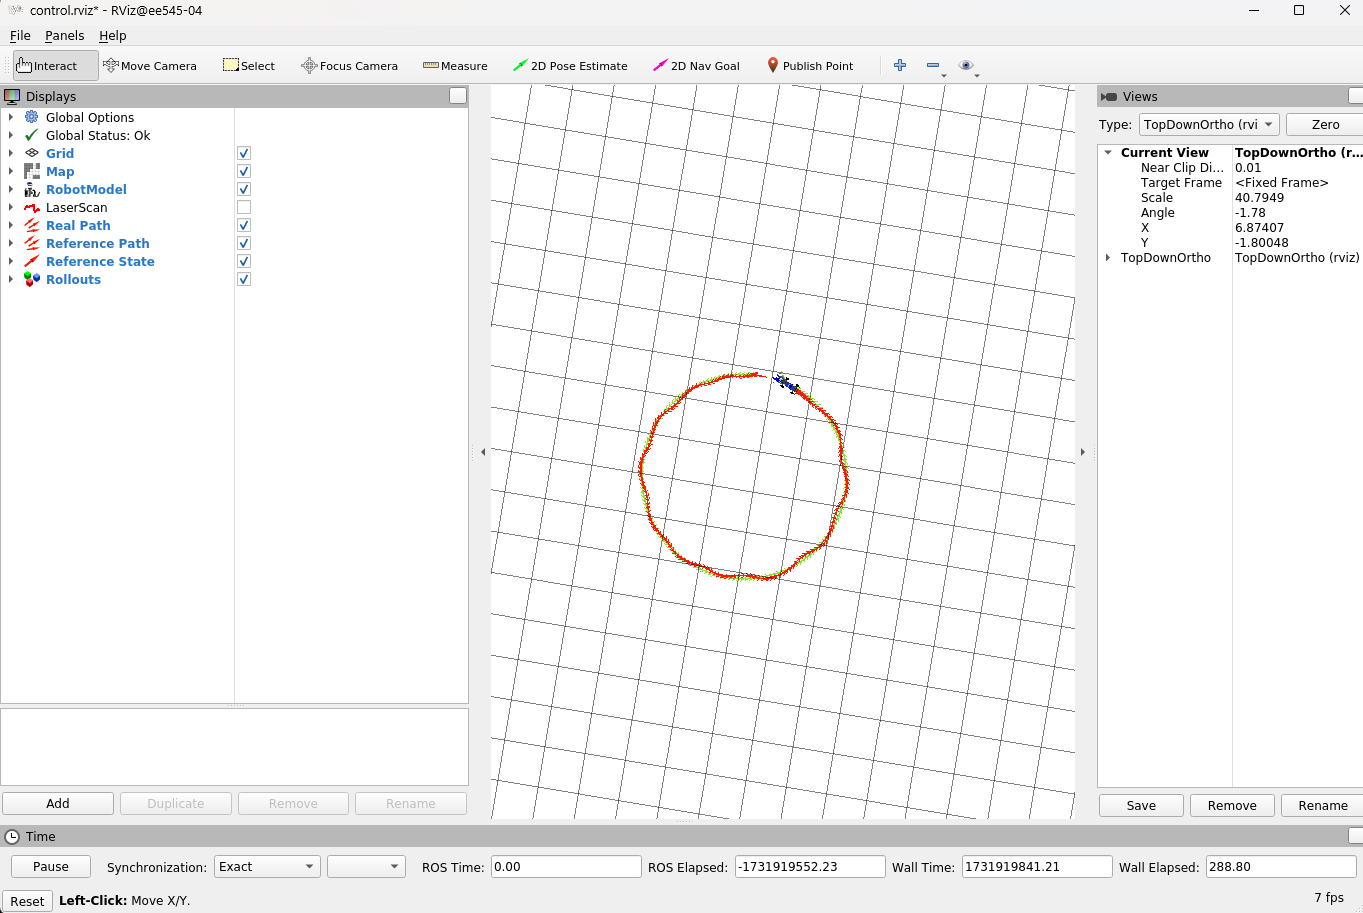 control.rviz* - RViz@ee545-04
File Panels Help
Interact Move Camera Select Focus Camera Measure 2D Pose Estimate 2D Nav Goal Publish Point
Displays
Global Options
Global Status: Ok
Grid
Map
RobotModel
LaserScan
Real Path
Reference Path
Reference State
Rollouts
Add Duplicate Remove Rename
Views
Type: TopDownOrtho (rvi Zero
Current View TopDownOrtho (r...
Near Clip Di... 0.01
Target Frame <Fixed Frame>
Scale 40.7949
Angle -1.78
X 6.87407
Y -1.80048
TopDownOrtho TopDownOrtho (rviz)
Save Remove Rename
Time
Pause Synchronization: Exact ROS Time: 0.00 ROS Elapsed: -1731919552.23 Wall Time: 1731919841.21 Wall Elapsed: 288.80
Reset Left-Click: Move X/Y. 7 fps